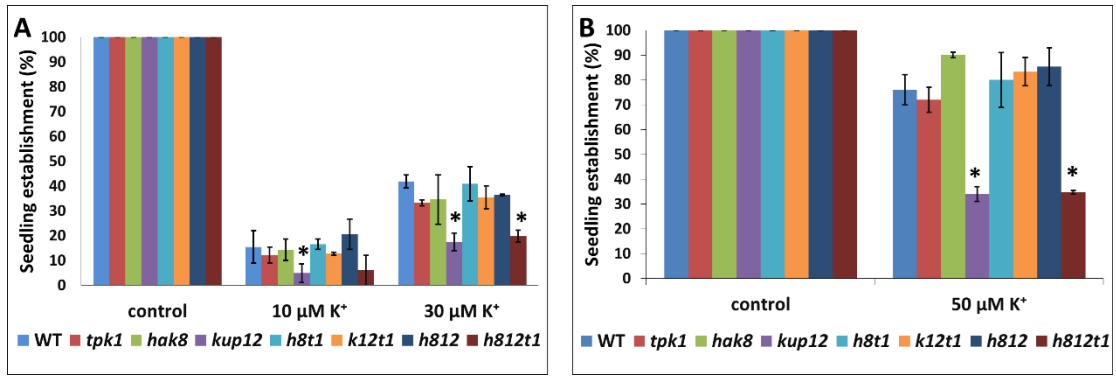 A
Seedling establishment (%)
100
90
80
70
60
50
40
30
20
10
0
* * *
control 10 µM K⁺ 30 µM K⁺
WT tpk1 hak8 kup12 h8t1 k12t1 h812 h812t1
B
Seedling establishment (%)
100
90
80
70
60
50
40
30
20
10
0
* *
control 50 µM K⁺
WT tpk1 hak8 kup12 h8t1 k12t1 h812 h812t1